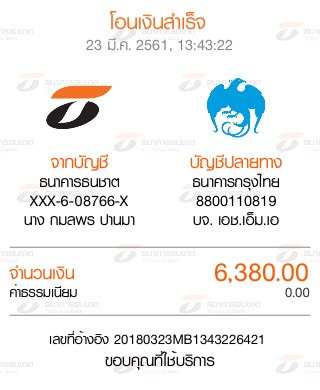 โอนเงินสำเร็จ
23 มี.ค. 2561, 13:43:22
จากบัญชี
ธนาคารธนชาต
XXX-6-08766-X
นาง กมลพร ปานมา
บัญชีปลายทาง
ธนาคารกรุงไทย
8800110819
บจ. เอช.เอ็ม.เอ
จำนวนเงิน 6,380.00
ค่าธรรมเนียม 0.00
เลขที่อ้างอิง 20180323MB1343226421
ขอบคุณที่ใช้บริการ